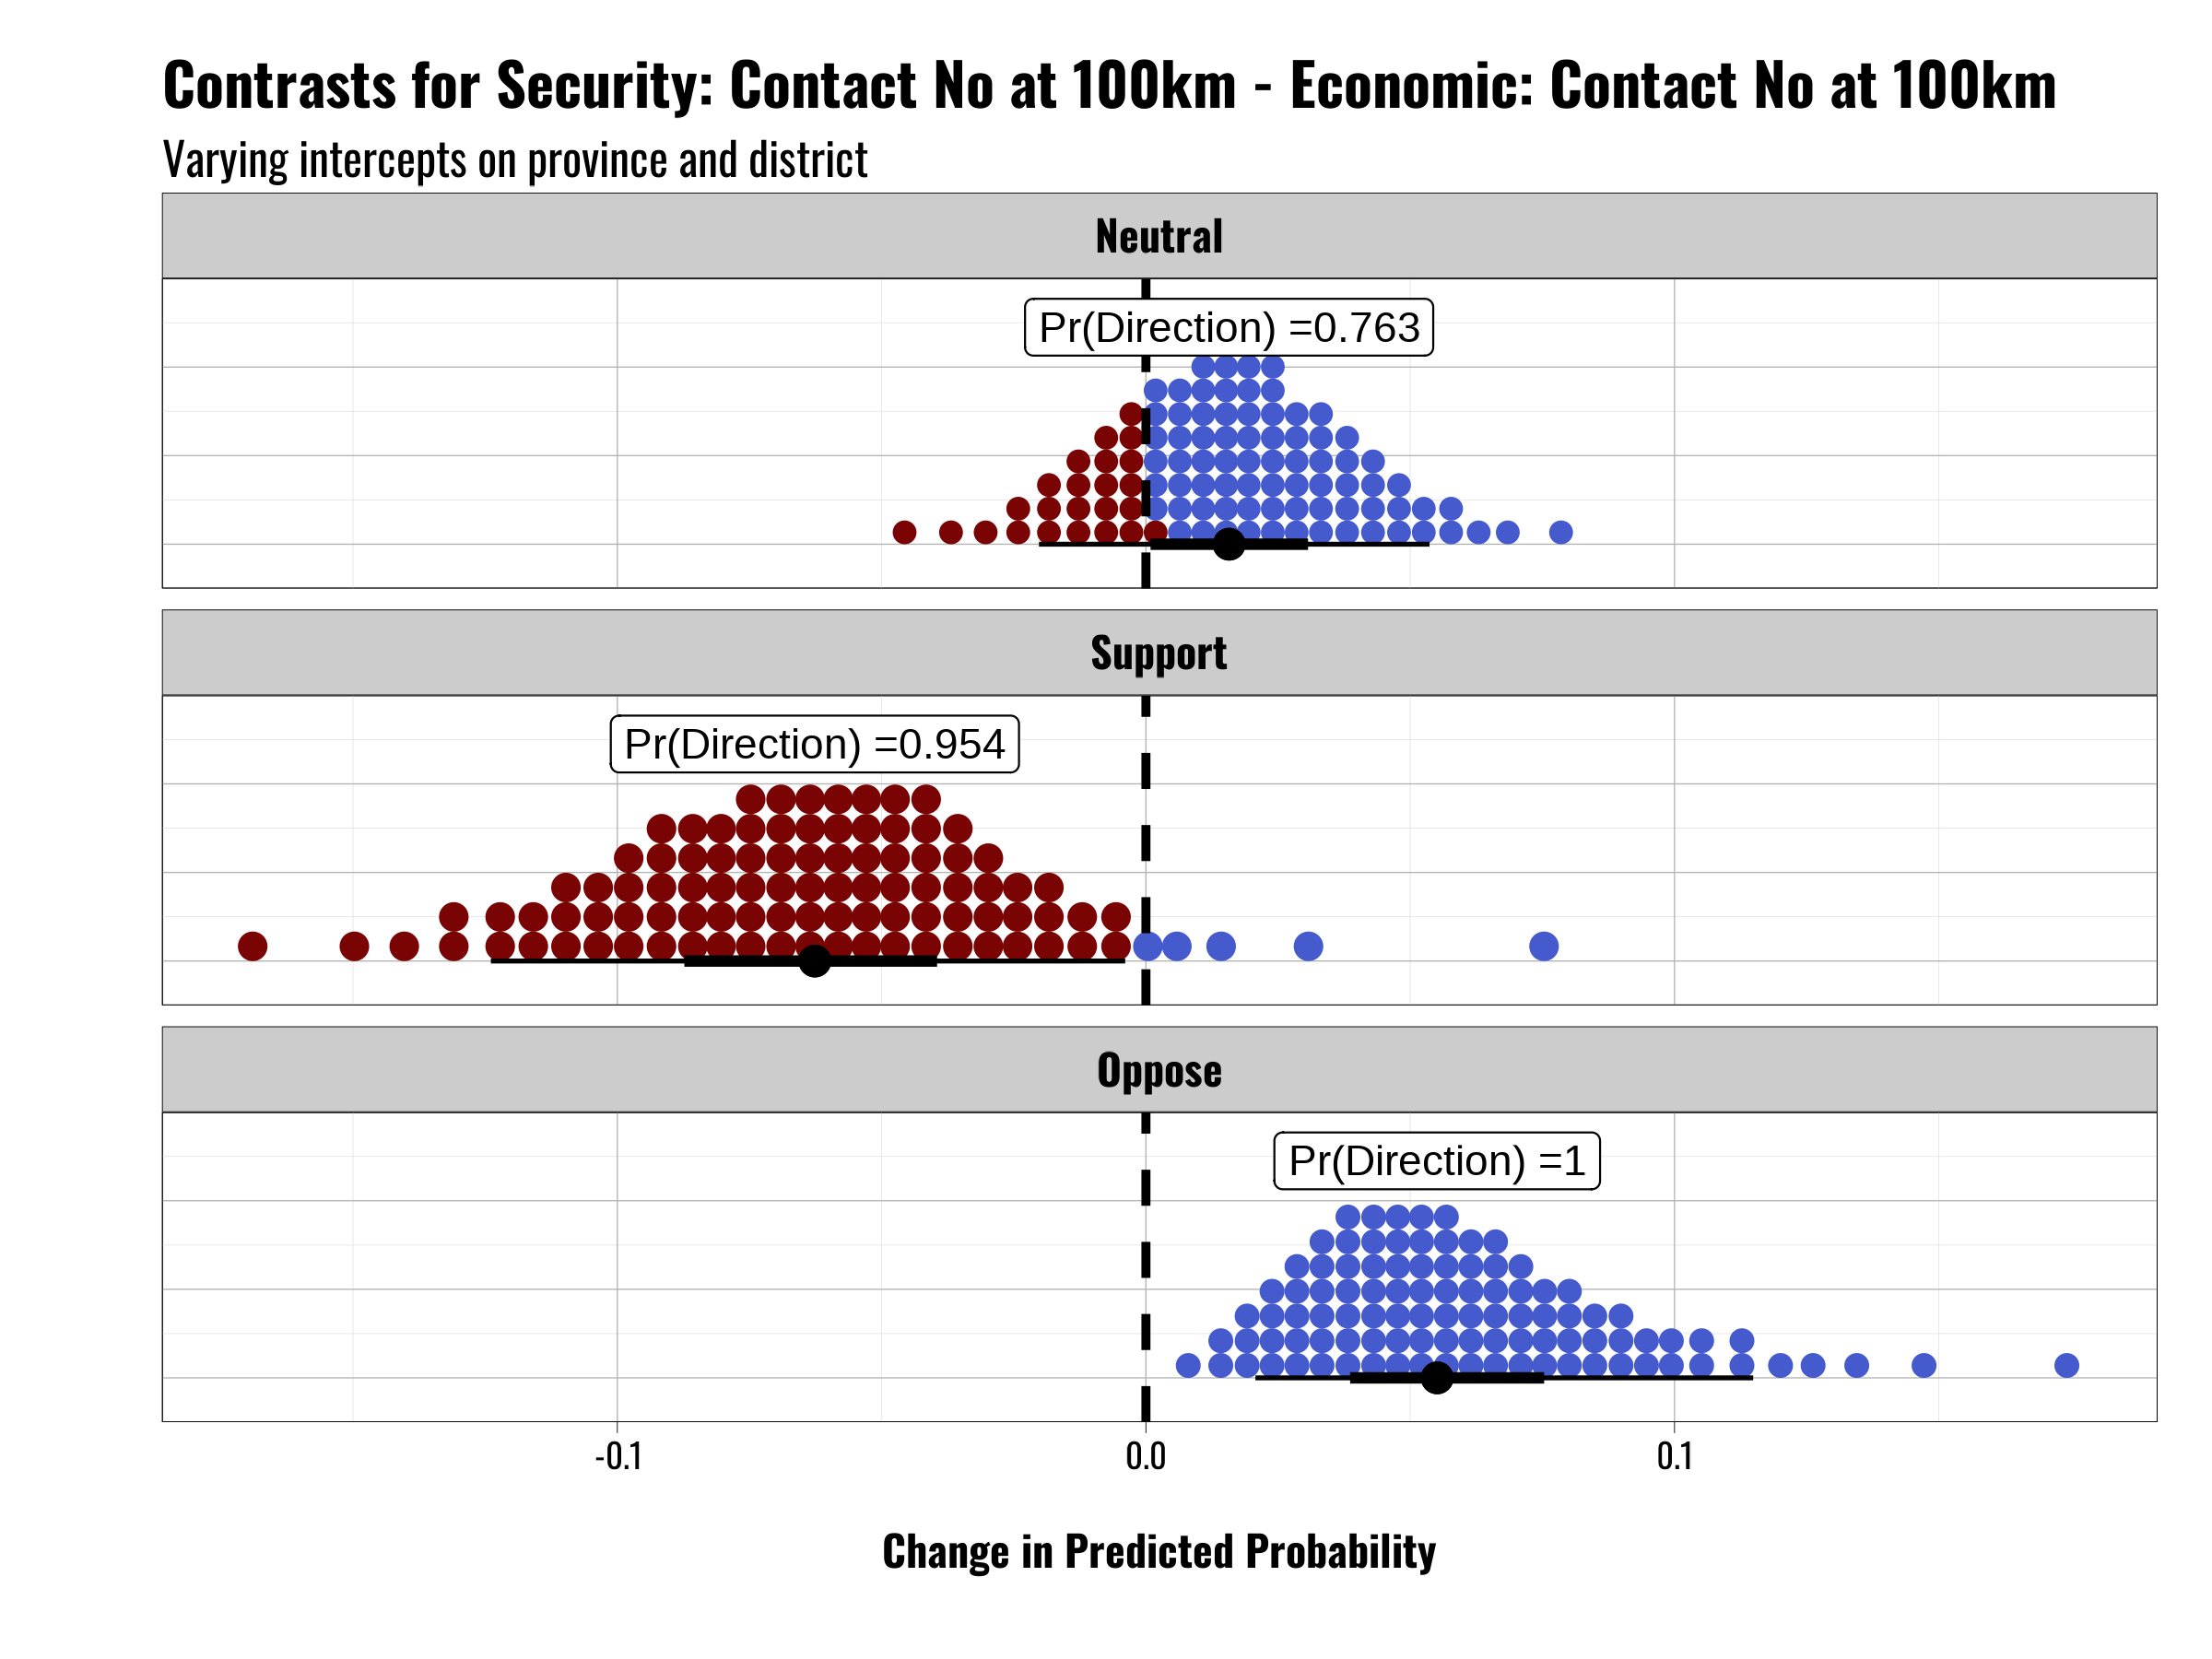 Contrasts for Security: Contact No at 100km - Economic: Contact No at 100km
Varying intercepts on province and district
Neutral
Pr(Direction) =0.763
Support
Pr(Direction) =0.954
Oppose
Pr(Direction) =1
-0.1 0.0 0.1
Change in Predicted Probability